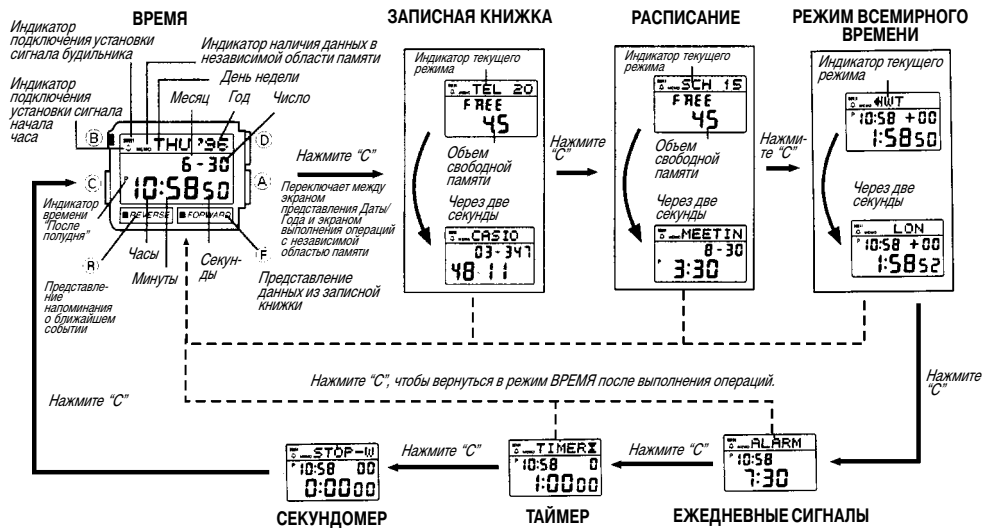 ВРЕМЯ
Индикатор
подключения установки
сигнала будильника
Индикатор наличия данных в
независимой области памяти
Индикатор
подключения
установки сигнала
начала
часа
День недели
Месяц
Год
Число
B
D
C
A
THU '96
6-30
P
10:58 50
REVERSE
FORWARD
Индикатор
времени
"После
полудня"
R
F
Часы
Минуты
Секун-
ды
Представле-
ние
напоминания
о ближайшем
событии
Представление
данных из записной
книжки
Нажмите "C"
Переключает между
экраном
представления Даты/
Года и экраном
выполнения операций
с независимой
областью памяти
ЗАПИСНАЯ КНИЖКА
Индикатор текущего
режима
TEL 20
FREE
45
Объем
свободной
памяти
Через две
секунды
CASIO
03-347
48 11
Нажмите
"C"
РАСПИСАНИЕ
Индикатор текущего
режима
SCH 15
FREE
45
Объем
свободной
памяти
Через две
секунды
MEETIN
8-30
P
3:30
Нажми-
те "C"
РЕЖИМ ВСЕМИРНОГО
ВРЕМЕНИ
Индикатор текущего
режима
WT
P 10:58 +00
1:58 50
Через две
секунды
LON
P 10:58 +00
1:58 52
Нажмите
"C"
Нажмите "C", чтобы вернуться в режим ВРЕМЯ после выполнения операций.
Нажмите "C"
STOP-W
P 10:58 00
0:00 00
СЕКУНДОМЕР
Нажмите "C"
TIMER
P 10:58 0
1:00 00
ТАЙМЕР
Нажмите "C"
ALARM
P 10:58
7:30
ЕЖЕДНЕВНЫЕ СИГНАЛЫ